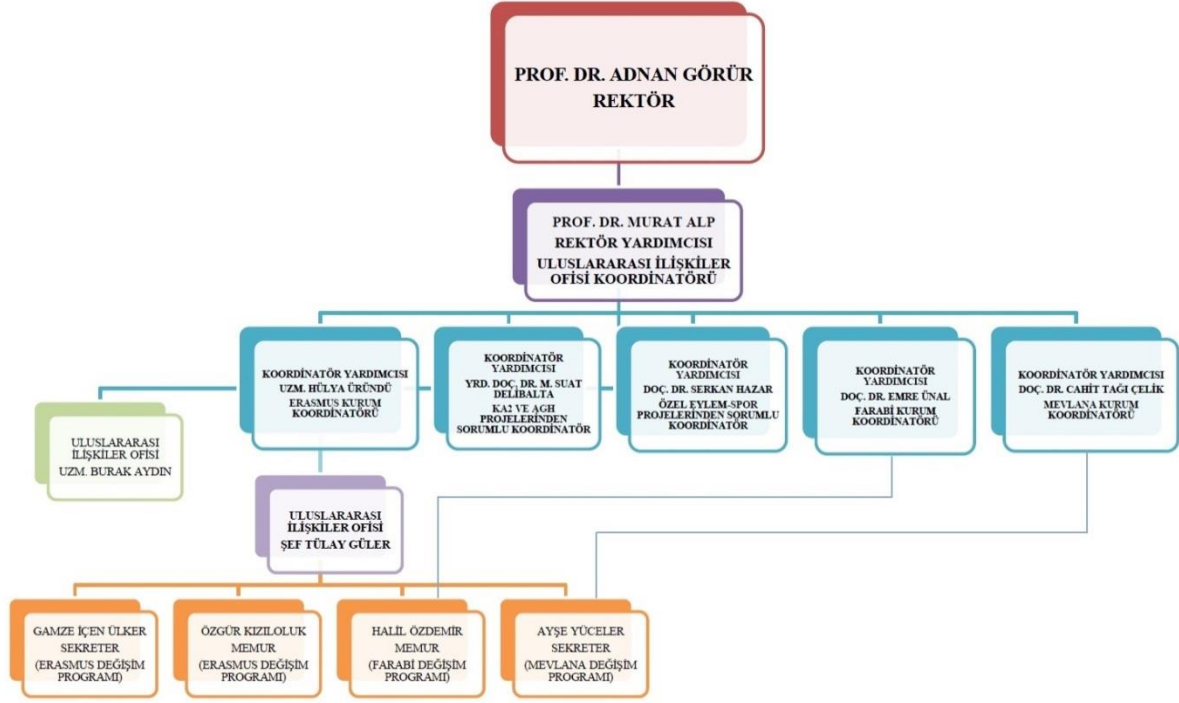 PROF. DR. ADNAN GÖRÜR
REKTÖR
PROF. DR. MURAT ALP
REKTÖR YARDIMCISI
ULUSLARARASI İLİŞKİLER
OFİSİ KOORDİNATÖRÜ
KOORDİNATÖR YARDIMCISI
UZM. HÜLYA ÜRÜNDÜ
ERASMUS KURUM
KOORDİNATÖRÜ
KOORDİNATÖR
YARDIMCISI
YRD. DOÇ, DR. M. SUAT
DELİBALTA
KA2 VE AGH
PROJELERİNDEN
SORUMLU KOORDİNATÖR
KOORDİNATÖR
YARDIMCISI
DOÇ. DR. SERKAN HAZAR
ÖZEL EYLEM-SPOR
PROJELERİNDEN SORUMLU
KOORDİNATÖR
KOORDİNATÖR
YARDIMCISI
DOÇ. DR. EMRE ÜNAL
FARABİ KURUM
KOORDİNATÖRÜ
KOORDİNATÖR YARDIMCISI
DOÇ. DR. CAHİT TAĞI ÇELİK
MEVLANA KURUM
KOORDİNATÖRÜ
ULUSLARARASI
İLİŞKİLER OFİSİ
UZM. BURAK AYDIN
ULUSLARARASI
İLİŞKİLER OFİSİ
ŞEF TÜLAY GÜLER
GAMZE İÇEN ÜLKER
SEKRETER
(ERASMUS DEĞİŞİM
PROGRAMI)
ÖZGÜR KIZILOLUK
MEMUR
(ERASMUS DEĞİŞİM
PROGRAMI)
HALİL ÖZDEMİR
MEMUR
(FARABİ DEĞİŞİM
PROGRAMI)
AYŞE YÜCELER
SEKRETER
(MEVLANA DEĞİŞİM
PROGRAMI)